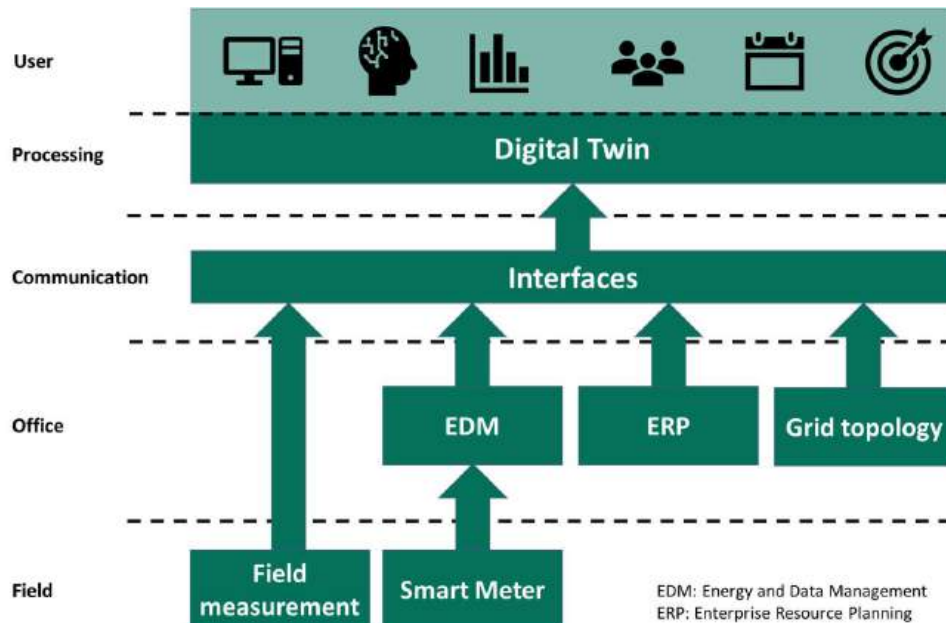 User
Processing
Digital Twin
Communication
Interfaces
Office
EDM
ERP
Grid topology
Field
Field
measurement
Smart Meter
EDM: Energy and Data Management
ERP: Enterprise Resource Planning